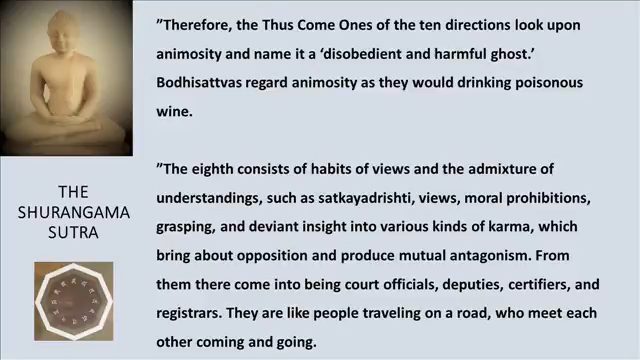 ”Therefore, the Thus Come Ones of the ten directions look upon
animosity and name it a ‘disobedient and harmful ghost.’
Bodhisattvas regard animosity as they would drinking poisonous
wine.
”The eighth consists of habits of views and the admixture of
understandings, such as satkayadrishti, views, moral prohibitions,
grasping, and deviant insight into various kinds of karma, which
bring about opposition and produce mutual antagonism. From
them there come into being court officials, deputies, certifiers, and
registrars. They are like people traveling on a road, who meet each
other coming and going.
THE
SHURANGAMA
SUTRA